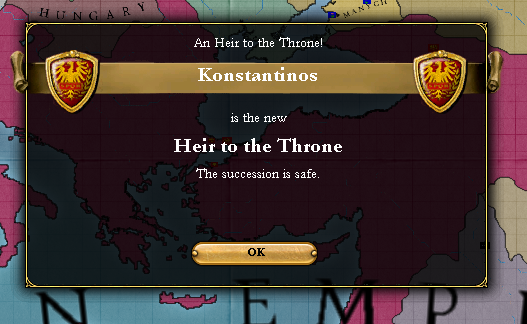 HUNGARY
MANYCH
An Heir to the Throne!
Konstantinos
is the new
Heir to the Throne
The succession is safe.
OK
N EMP